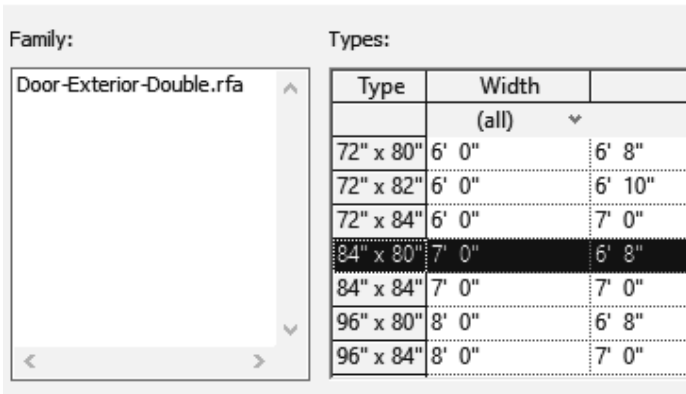 Family: Types:
Door-Exterior-Double.rfa
Type Width
(all)
72" x 80" 6' 0" 6' 8"
72" x 82" 6' 0" 6' 10"
72" x 84" 6' 0" 7' 0"
84" x 80" 7' 0" 6' 8"
84" x 84" 7' 0" 7' 0"
96" x 80" 8' 0" 6' 8"
96" x 84" 8' 0" 7' 0"